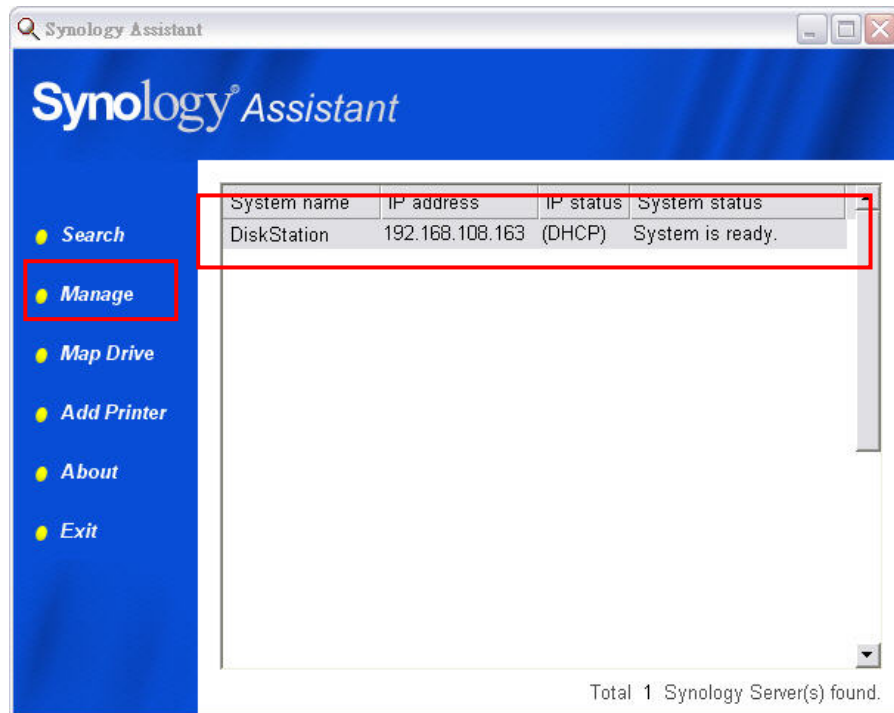 Synology Assistant
Synology® Assistant
Search
Manage
Map Drive
Add Printer
About
Exit
System name IP address IP status System status
DiskStation 192.168.108.163 (DHCP) System is ready.
Total 1 Synology Server(s) found.